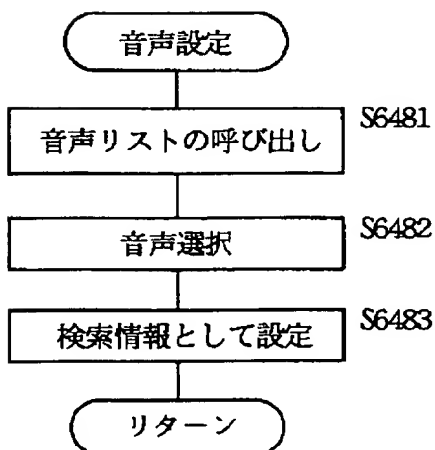 音声設定
音声リストの呼び出し
S6481
音声選択
S6482
検索情報として設定
S6483
リターン